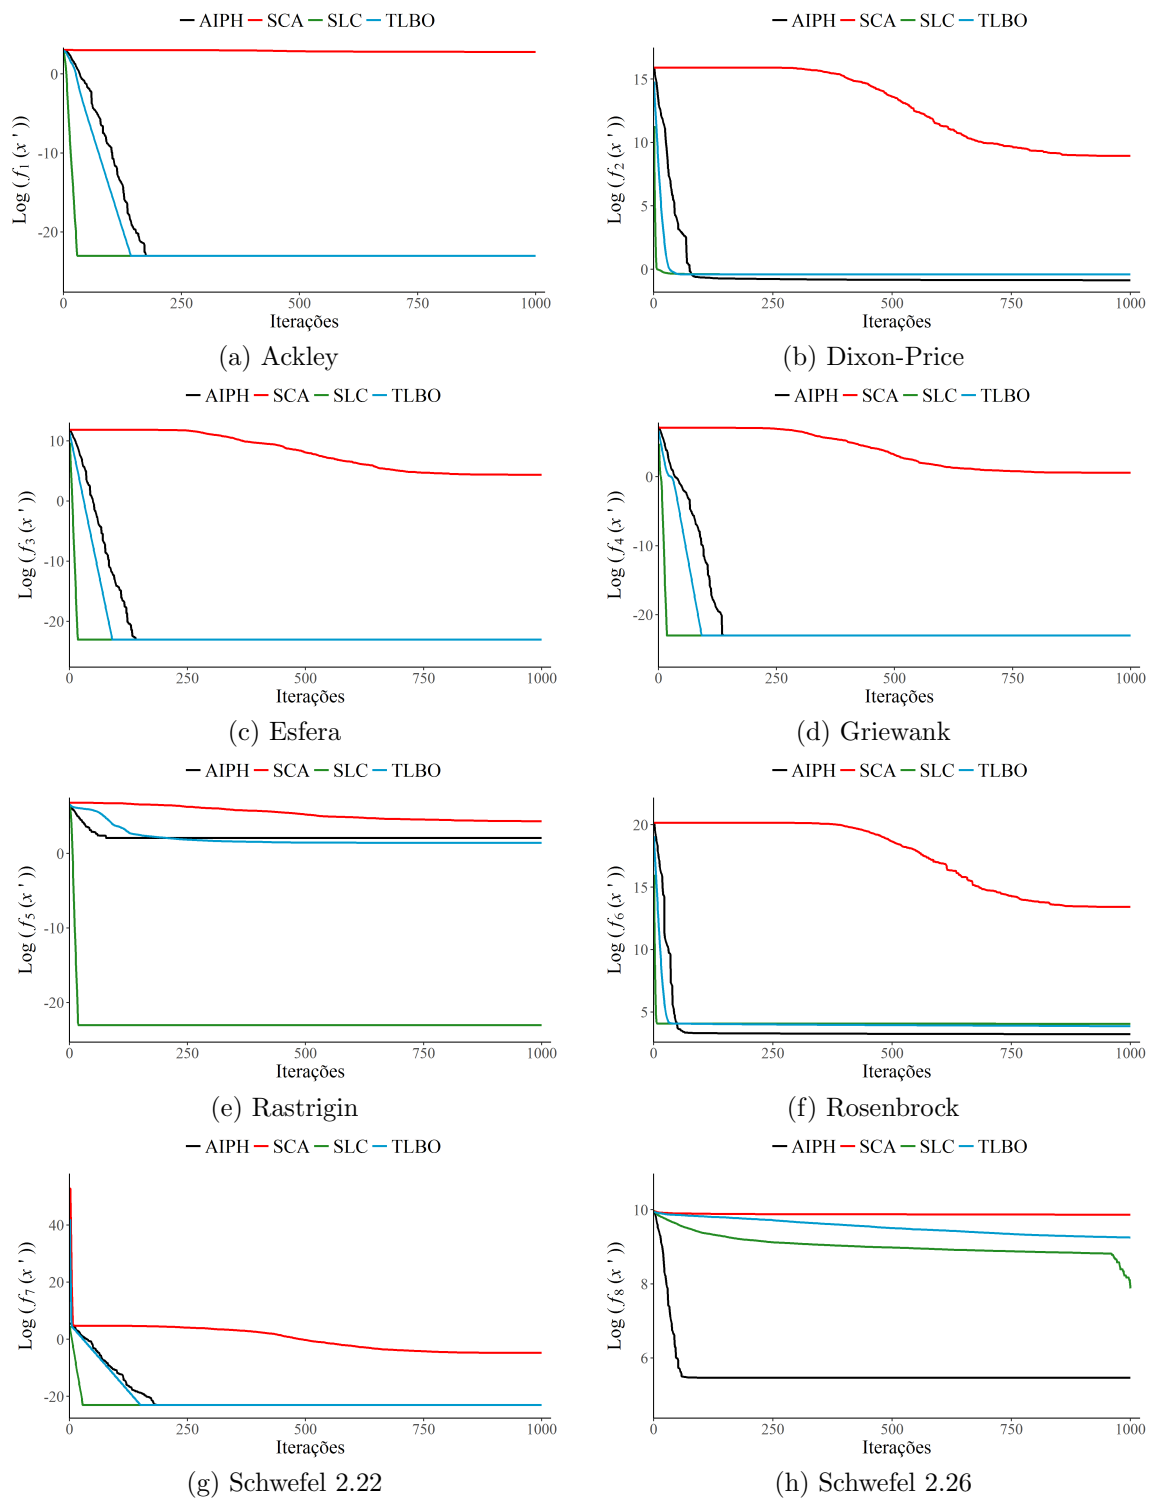 AIPH SCA SLC TLBO
Log ( f1 ( x ' ))
0
-10
-20
0 250 500 750 1000
Iterações
(a) Ackley
AIPH SCA SLC TLBO
Log ( f2 ( x ' ))
15
10
5
0
0 250 500 750 1000
Iterações
(b) Dixon-Price
AIPH SCA SLC TLBO
Log ( f3 ( x ' ))
10
0
-10
-20
0 250 500 750 1000
Iterações
(c) Esfera
AIPH SCA SLC TLBO
Log ( f4 ( x ' ))
0
-10
-20
0 250 500 750 1000
Iterações
(d) Griewank
AIPH SCA SLC TLBO
Log ( f5 ( x ' ))
0
-10
-20
0 250 500 750 1000
Iterações
(e) Rastrigin
AIPH SCA SLC TLBO
Log ( f6 ( x ' ))
20
15
10
5
0 250 500 750 1000
Iterações
(f) Rosenbrock
AIPH SCA SLC TLBO
Log ( f7 ( x ' ))
40
20
0
-20
0 250 500 750 1000
Iterações
(g) Schwefel 2.22
AIPH SCA SLC TLBO
Log ( f8 ( x ' ))
10
8
6
0 250 500 750 1000
Iterações
(h) Schwefel 2.26